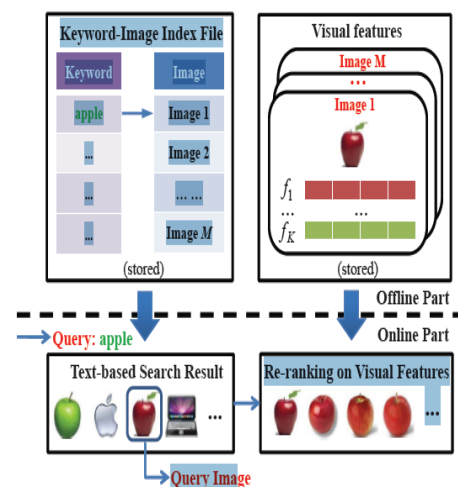 Keyword-Image Index File
Keyword
Image
apple
Image 1
...
Image 2
...
... ...
...
Image M
(stored)
Visual features
Image M
...
Image 1
f1
... ...
fK
(stored)
Offline Part
Online Part
Query: apple
Text-based Search Result
...
Query Image
Re-ranking on Visual Features
...